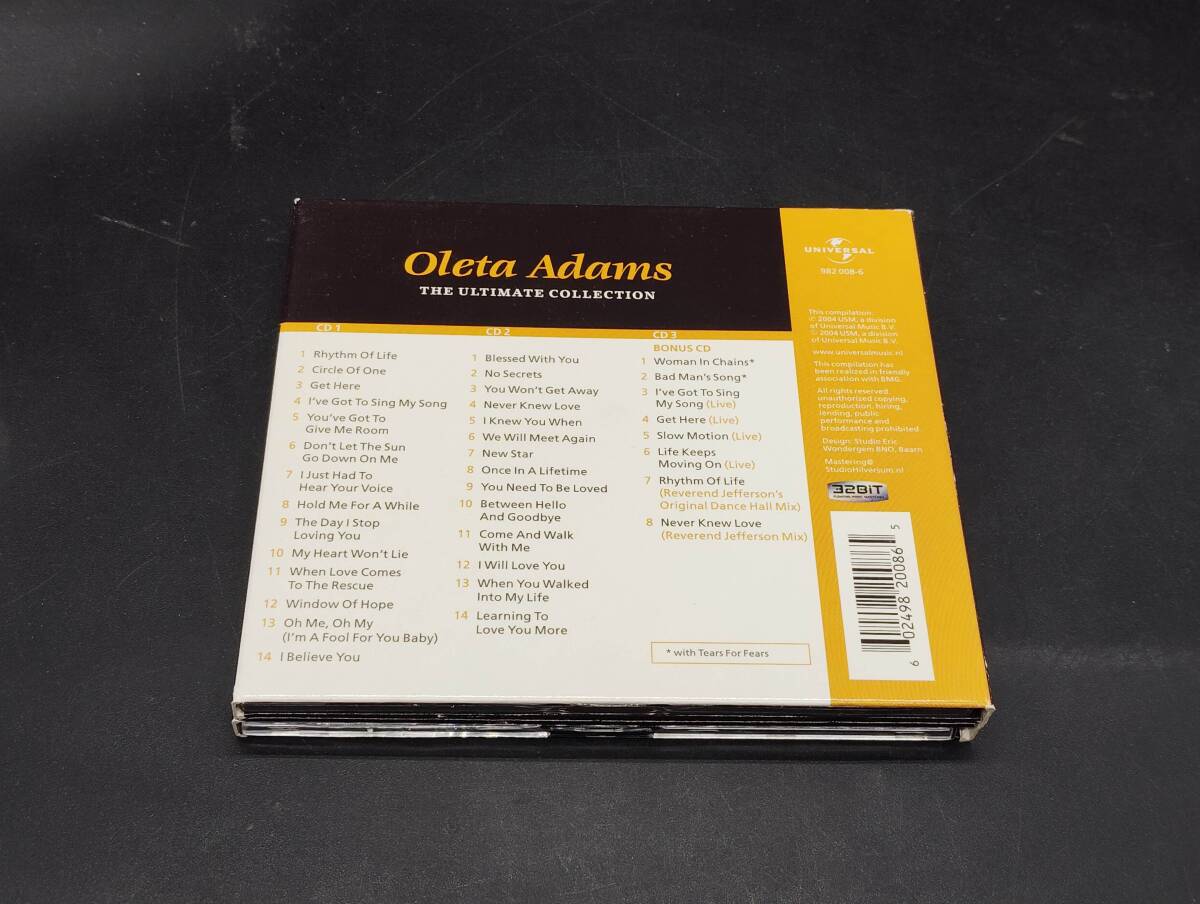 Oleta Adams
THE ULTIMATE COLLECTION
CD 1
1 Rhythm Of Life
2 Circle Of One
3 Get Here
4 I've Got To Sing My Song
5 You've Got To
Give Me Room
6 Don't Let The Sun
Go Down On Me
7 I Just Had To
Hear Your Voice
8 Hold Me For A While
9 The Day I Stop
Loving You
10 My Heart Won't Lie
11 When Love Comes
To The Rescue
12 Window Of Hope
13 Oh Me, Oh My
(I'm A Fool For You Baby)
14 I Believe You
CD 2
1 Blessed With You
2 No Secrets
3 You Won't Get Away
4 Never Knew Love
5 I Knew You When
6 We Will Meet Again
7 New Star
8 Once In A Lifetime
9 You Need To Be Loved
10 Between Hello
And Goodbye
11 Come And Walk
With Me
12 I Will Love You
13 When You Walked
Into My Life
14 Learning To
Love You More
CD 3
BONUS CD
1 Woman In Chains*
2 Bad Man's Song*
3 I've Got To Sing
My Song (Live)
4 Get Here (Live)
5 Slow Motion (Live)
6 Life Keeps
Moving On (Live)
7 Rhythm Of Life
(Reverend Jefferson's
Original Dance Hall Mix)
8 Never Knew Love
(Reverend Jefferson Mix)
* with Tears For Fears
UNIVERSAL
982 008-6
This compilation:
℗ 2004 USM, a division
of Universal Music B.V.
© 2004 USM, a division
of Universal Music B.V.
www.universalmusic.nl
This compilation has
been realized in friendly
association with BMG.
All rights reserved
unauthorized copying,
reproduction, hiring,
lending, public
performance and
broadcasting prohibited
Design: Studio Eric
Wondergem BNO, Baarn
Mastering@
StudioHilversum.nl
32BIT
6 02498 20086 5